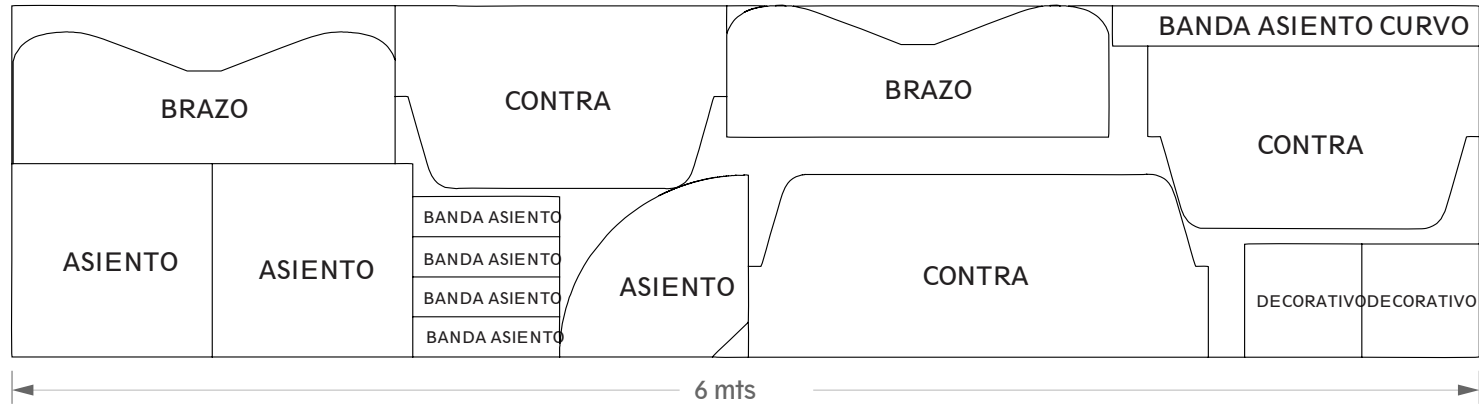 BANDA ASIENTO CURVO
BRAZO
CONTRA
BRAZO
CONTRA
ASIENTO
ASIENTO
BANDA ASIENTO
BANDA ASIENTO
BANDA ASIENTO
BANDA ASIENTO
ASIENTO
CONTRA
DECORATIVO
DECORATIVO
6 mts